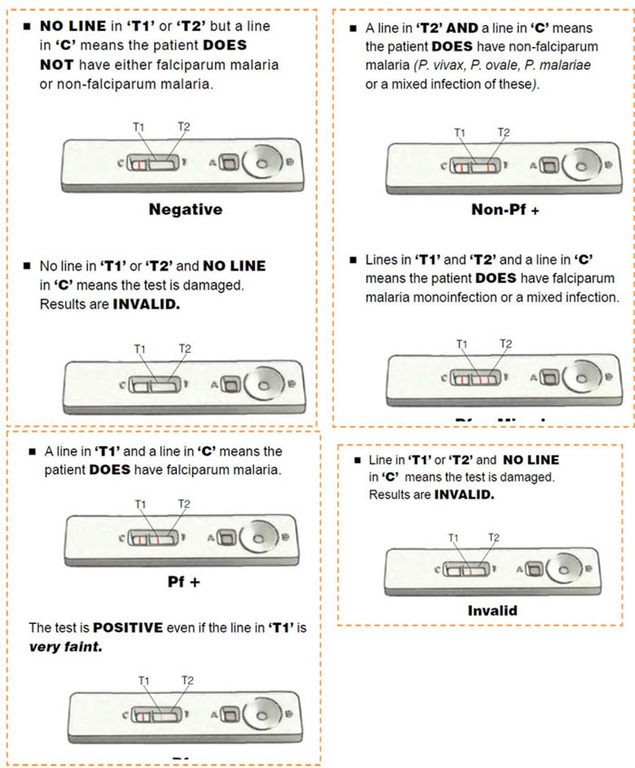 ▪ NO LINE in ‘T1’ or ‘T2’ but a line
in ‘C’ means the patient DOES
NOT have either falciparum malaria
or non-falciparum malaria.
T1 T2
C T A B
Negative
▪ No line in ‘T1’ or ‘T2’ and NO LINE
in ‘C’ means the test is damaged.
Results are INVALID.
T1 T2
C T A B
▪ A line in ‘T2’ AND a line in ‘C’ means
the patient DOES have non-falciparum
malaria (P. vivax, P. ovale, P. malariae
or a mixed infection of these).
T1 T2
C T A B
Non-Pf +
▪ Lines in ‘T1’ and ‘T2’ and a line in ‘C’
means the patient DOES have falciparum
malaria monoinfection or a mixed infection.
T1 T2
C T A B
▪ A line in ‘T1’ and a line in ‘C’ means the
patient DOES have falciparum malaria.
T1 T2
C T A B
Pf +
The test is POSITIVE even if the line in ‘T1’ is
very faint.
T1 T2
C T A B
▪ Line in ‘T1’ or ‘T2’ and NO LINE
in ‘C’ means the test is damaged.
Results are INVALID.
T1 T2
C T A B
Invalid